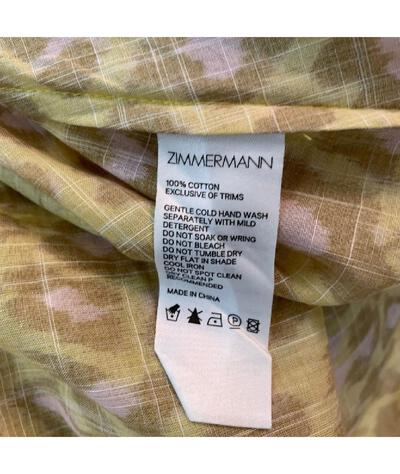 ZIMMERMANN
100% COTTON
EXCLUSIVE OF TRIMS
GENTLE COLD HAND WASH
SEPARATELY WITH MILD
DETERGENT
DO NOT SOAK OR WRING
DO NOT BLEACH
DO NOT TUMBLE DRY
DRY FLAT IN SHADE
COOL IRON
DO NOT SPOT CLEAN
DRY CLEAN P
RECOMMENDED
MADE IN CHINA
P